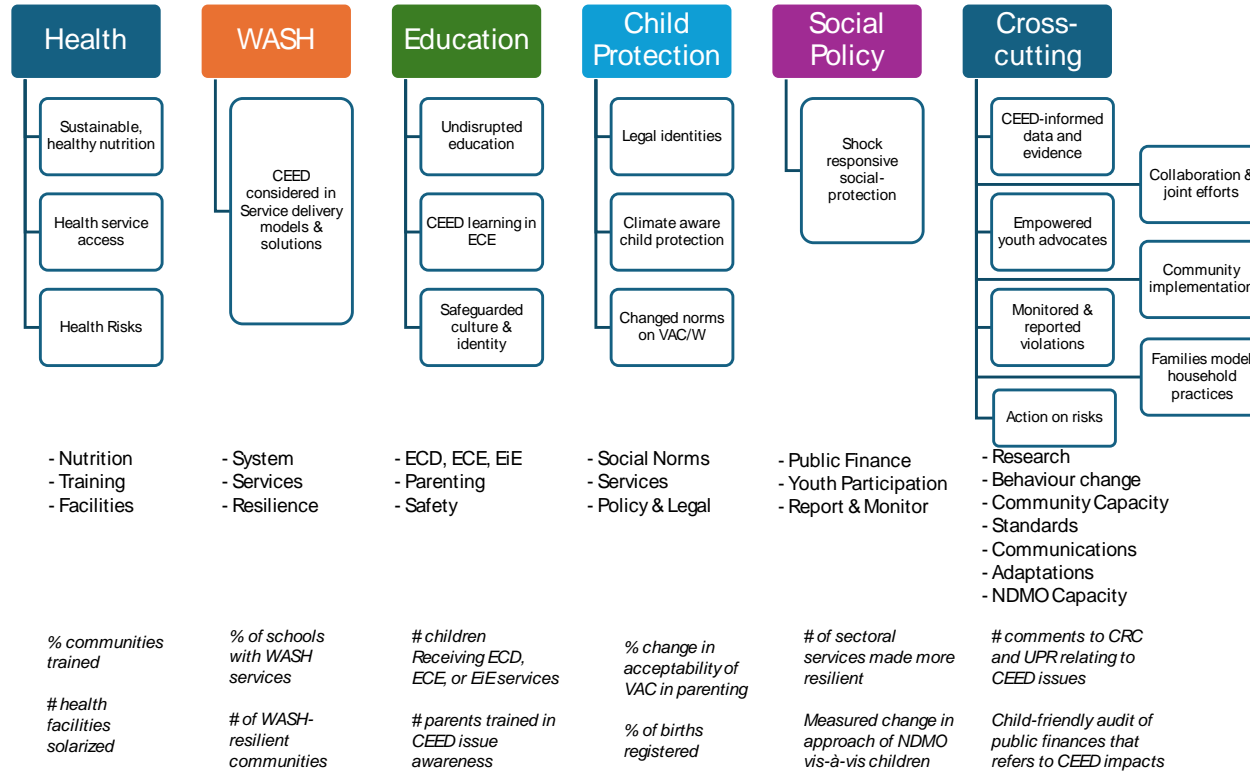 Health
WASH
Education
Child
Protection
Social
Policy
Cross-
cutting
Sustainable,
healthy nutrition
Health service
access
Health Risks
CEED
considered in
Service delivery
models &
solutions
Undisrupted
education
CEED learning in
ECE
Safeguarded
culture &
identity
Legal identities
Climate aware
child protection
Changed norms
on VAC/W
Shock
responsive
social-
protection
CEED-informed
data and
evidence
Collaboration &
joint efforts
Empowered
youth advocates
Community
implementation
Monitored &
reported
violations
Families model
household
practices
Action on risks
- Nutrition
- Training
- Facilities
- System
- Services
- Resilience
- ECD, ECE, EiE
- Parenting
- Safety
- Social Norms
- Services
- Policy & Legal
- Public Finance
- Youth Participation
- Report & Monitor
- Research
- Behaviour change
- Community Capacity
- Standards
- Communications
- Adaptations
- NDMO Capacity
% communities
trained
# health
facilities
solarized
% of schools
with WASH
services
# of WASH-
resilient
communities
# children
Receiving ECD,
ECE, or EiE services
# parents trained in
CEED issue
awareness
% change in
acceptability of
VAC in parenting
% of births
registered
# of sectoral
services made more
resilient
Measured change in
approach of NDMO
vis-à-vis children
# comments to CRC
and UPR relating to
CEED issues
Child-friendly audit of
public finances that
refers to CEED impacts